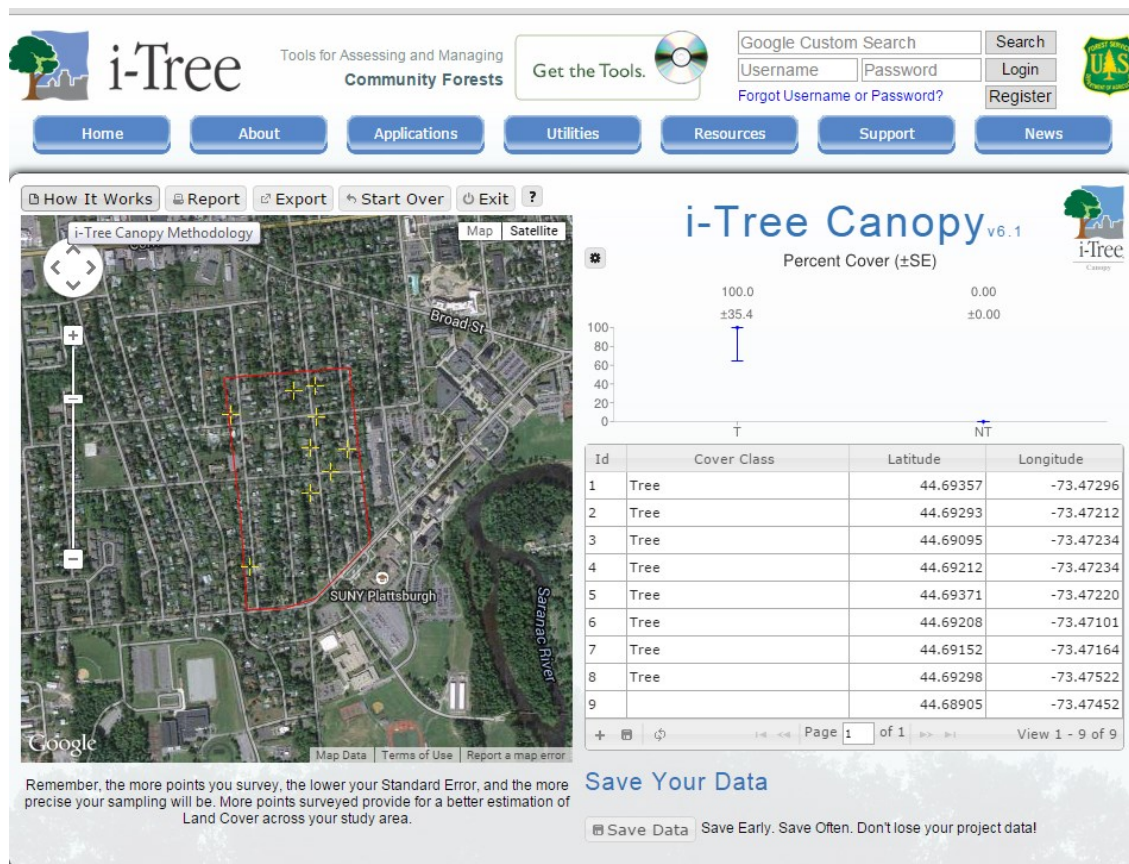 i-Tree
Tools for Assessing and Managing
Community Forests
Get the Tools.
Google Custom Search Search
Username Password Login
Forgot Username or Password? Register
FOREST SERVICE
UAS
Home About Applications Utilities Resources Support News
How It Works Report Export Start Over Exit ?
i-Tree Canopy Methodology
Map Satellite
Broad St
SUNY Plattsburgh
Saranac River
Google
Map Data Terms of Use Report a map error
Remember, the more points you survey, the lower your Standard Error, and the more
precise your sampling will be. More points surveyed provide for a better estimation of
Land Cover across your study area.
i-Tree Canopy v6.1
i-Tree
Canopy
Percent Cover (±SE)
100.0 0.00
±35.4 ±0.00
100
80
60
40
20
0
T NT
Id Cover Class Latitude Longitude
1 Tree 44.69357 -73.47296
2 Tree 44.69293 -73.47212
3 Tree 44.69095 -73.47234
4 Tree 44.69212 -73.47234
5 Tree 44.69371 -73.47220
6 Tree 44.69208 -73.47101
7 Tree 44.69152 -73.47164
8 Tree 44.69298 -73.47522
9 44.68905 -73.47452
Page 1 of 1 View 1 - 9 of 9
Save Your Data
Save Data Save Early. Save Often. Don't lose your project data!